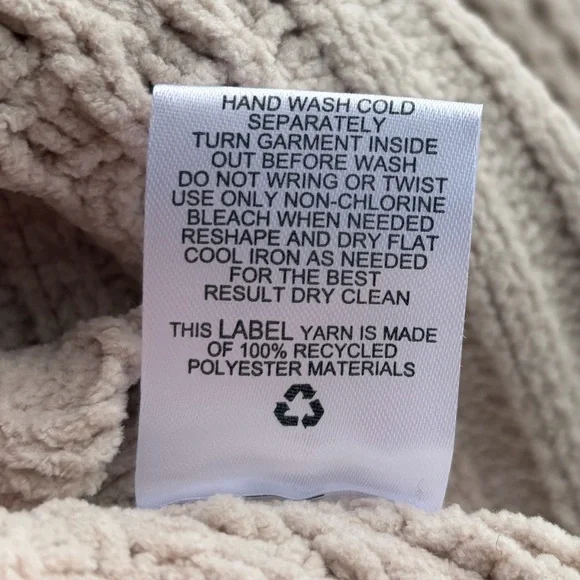 HAND WASH COLD
SEPARATELY
TURN GARMENT INSIDE
OUT BEFORE WASH
DO NOT WRING OR TWIST
USE ONLY NON-CHLORINE
BLEACH WHEN NEEDED
RESHAPE AND DRY FLAT
COOL IRON AS NEEDED
FOR THE BEST
RESULT DRY CLEAN
THIS LABEL YARN IS MADE
OF 100% RECYCLED
POLYESTER MATERIALS